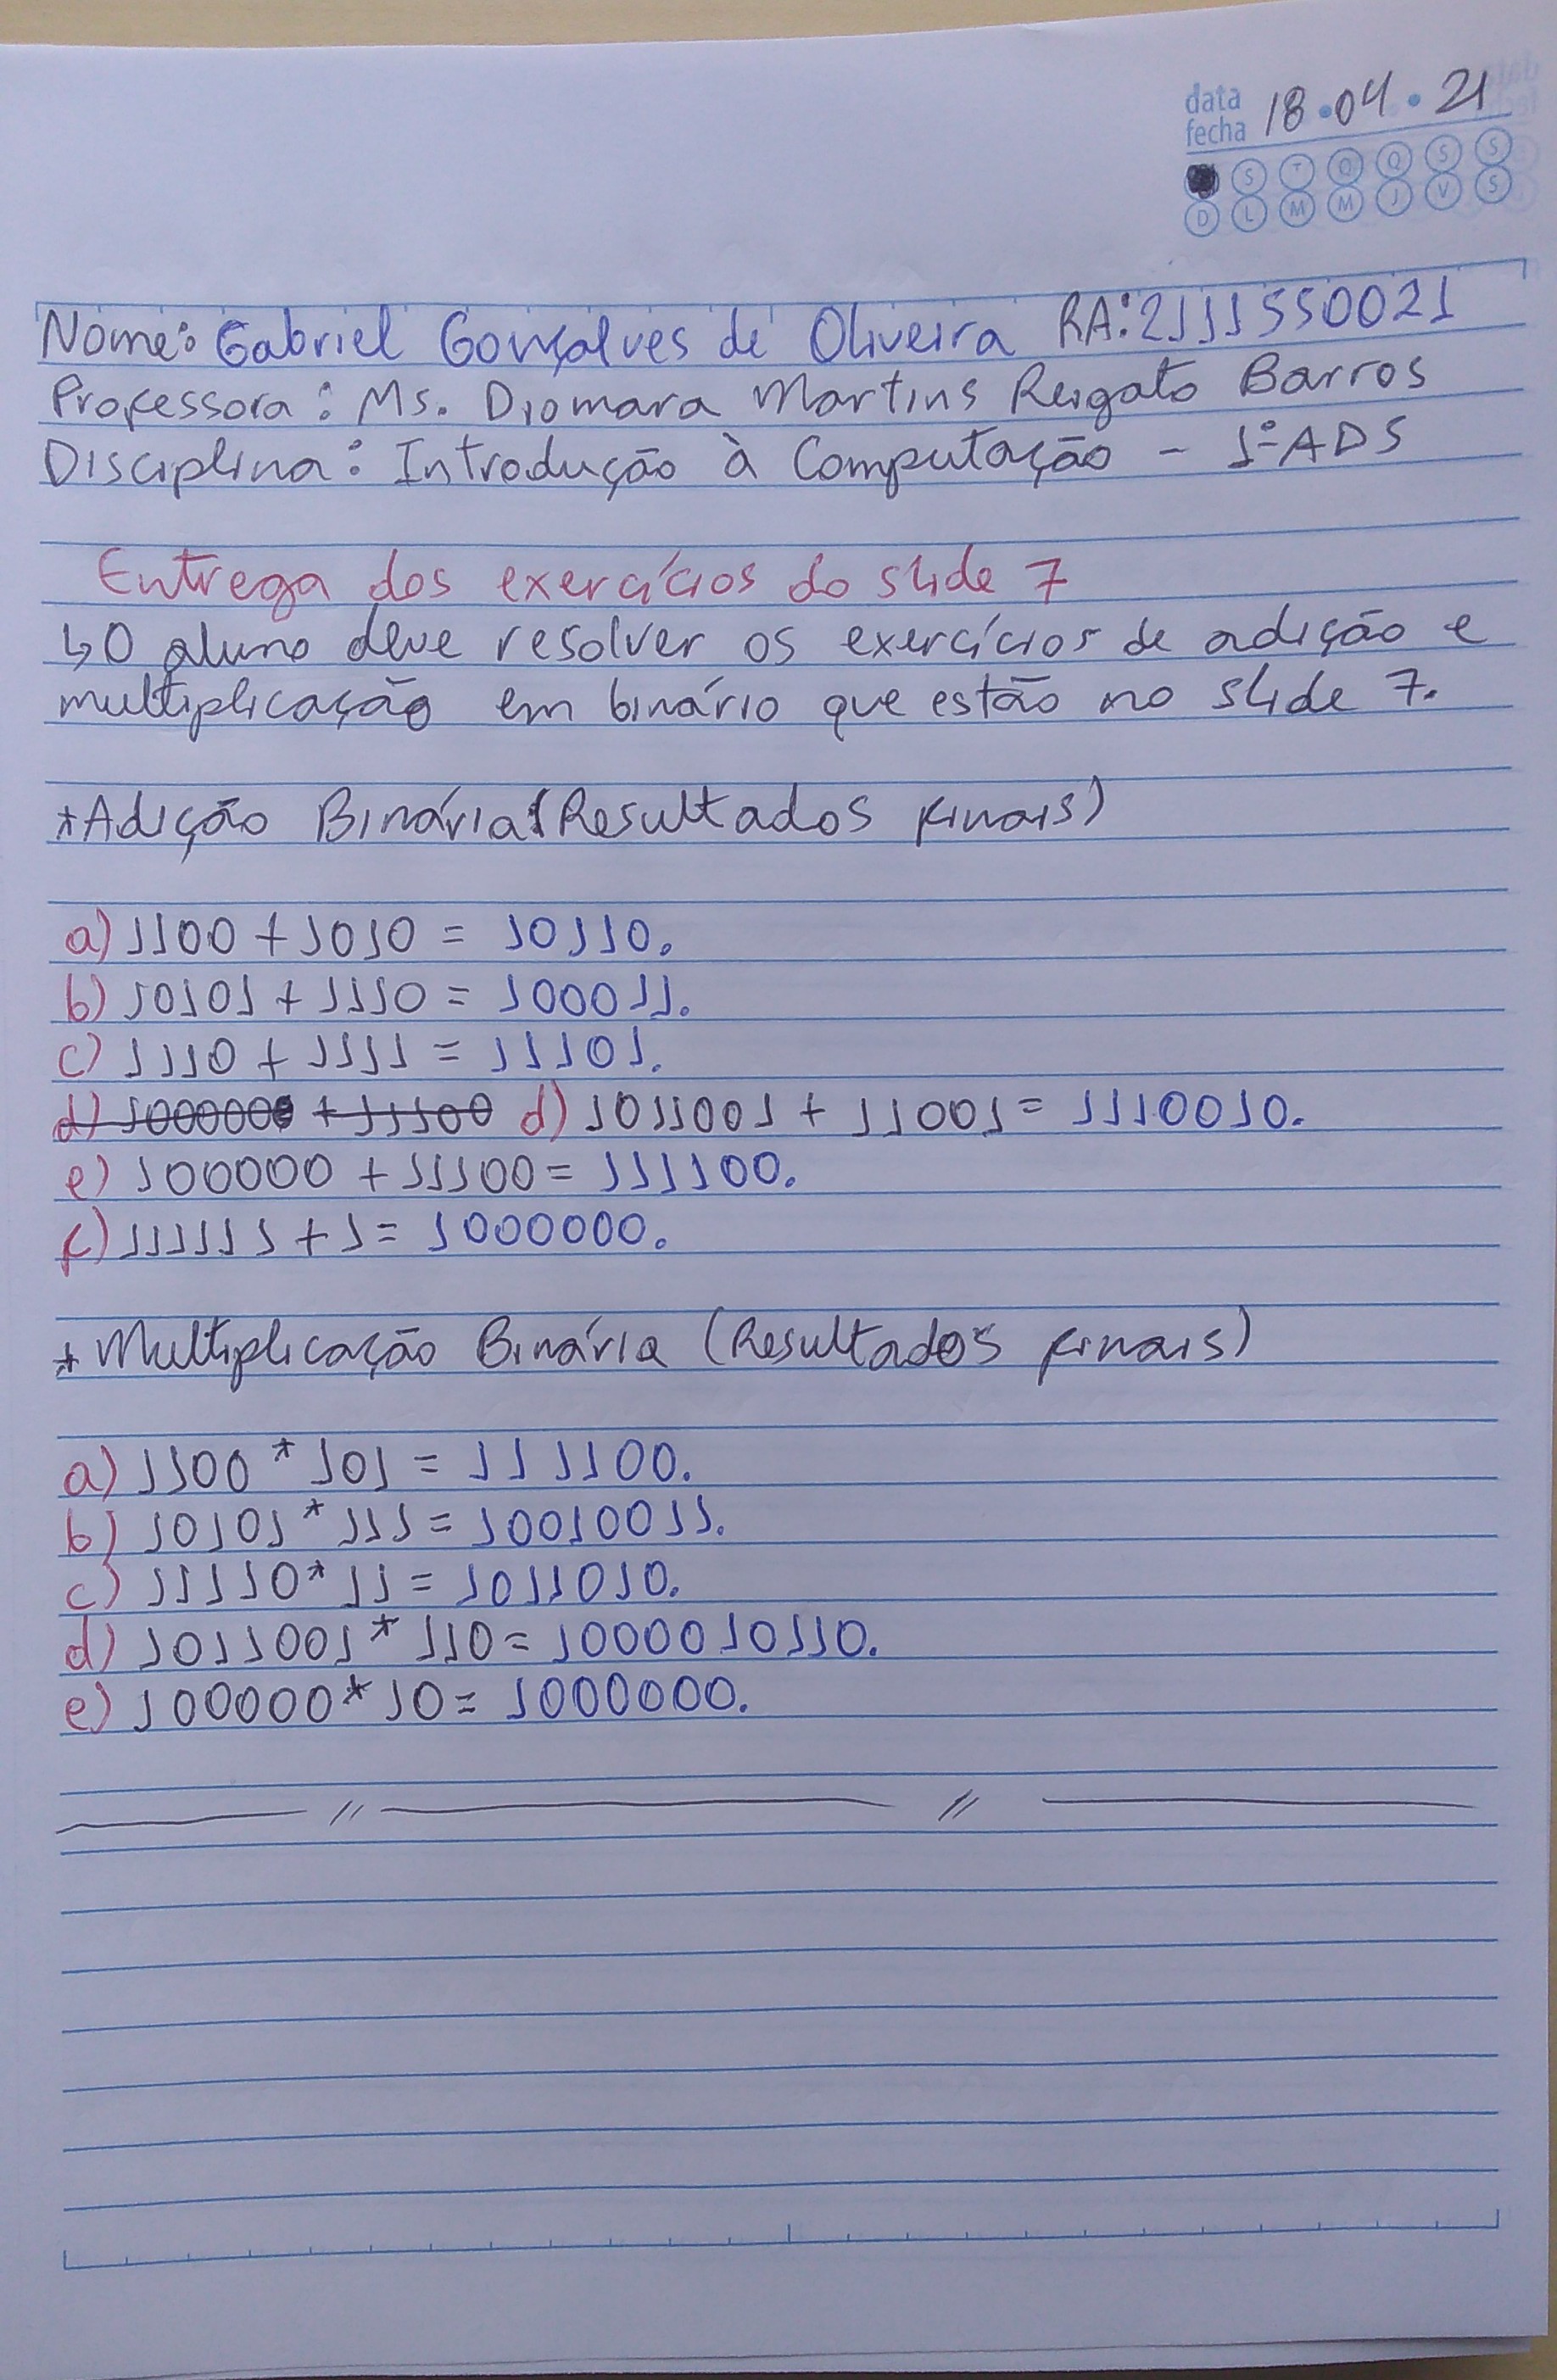 data 18.04.21
fecha
S T Q Q S S
D L M M J V S
Nome: Gabriel Gonçalves de Oliveira RA: 2111550021
Professora: Ms. Diomara Martins Reigato Barros
Disciplina: Introdução à Computação - 1º ADS
Entrega dos exercícios do slide 7
↳ O aluno deve resolver os exercícios de adição e
multiplicação em binário que estão no slide 7.
*Adição Binária (Resultados finais)
a) 1100 + 1010 = 10110.
b) 10101 + 1110 = 100011.
c) 1110 + 1111 = 11101.
d) 1000000 + 11100 d) 1011001 + 11001 = 1110010.
e) 100000 + 11100 = 111100.
f) 111111 + 1 = 1000000.
* Multiplicação Binária (Resultados finais)
a) 1100 * 101 = 111100.
b) 10101 * 111 = 10010011.
c) 11110 * 11 = 1011010.
d) 1011001 * 110 = 1000010110.
e) 100000 * 10 = 1000000.